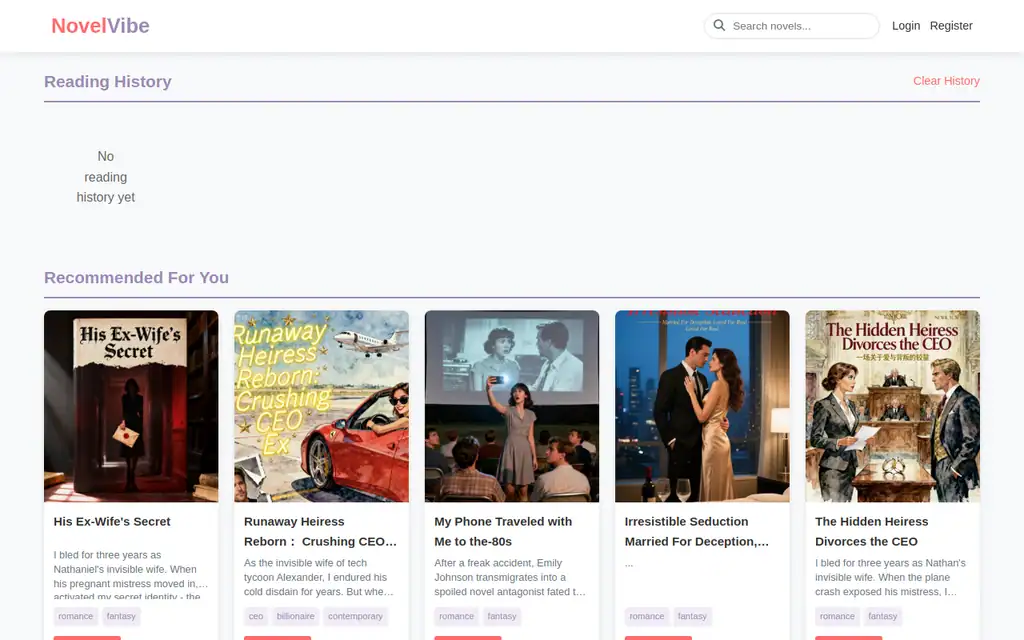 NovelVibe
Search novels...
Login
Register
Reading History
Clear History
No
reading
history yet
Recommended For You
His Ex-Wife's
Secret
Runaway
Heiress
Reborn:
Crushing
CEO
Ex
Married For Deception, Loved For Real
The Hidden Heiress
Divorces the CEO
一场关于爱与背叛的较量
His Ex-Wife's Secret
I bled for three years as
Nathaniel's invisible wife. When
his pregnant mistress moved in,...
activated my secret identity - the
romance
fantasy
Runaway Heiress
Reborn： Crushing CEO...
As the invisible wife of tech
tycoon Alexander, I endured his
cold disdain for years. But whe...
ceo
billionaire
contemporary
My Phone Traveled with
Me to the-80s
After a freak accident, Emily
Johnson transmigrates into a
spoiled novel antagonist fated t...
romance
fantasy
Irresistible Seduction
Married For Deception,...
...
romance
fantasy
The Hidden Heiress
Divorces the CEO
I bled for three years as Nathan's
invisible wife. When the plane
crash exposed his mistress, I...
romance
fantasy